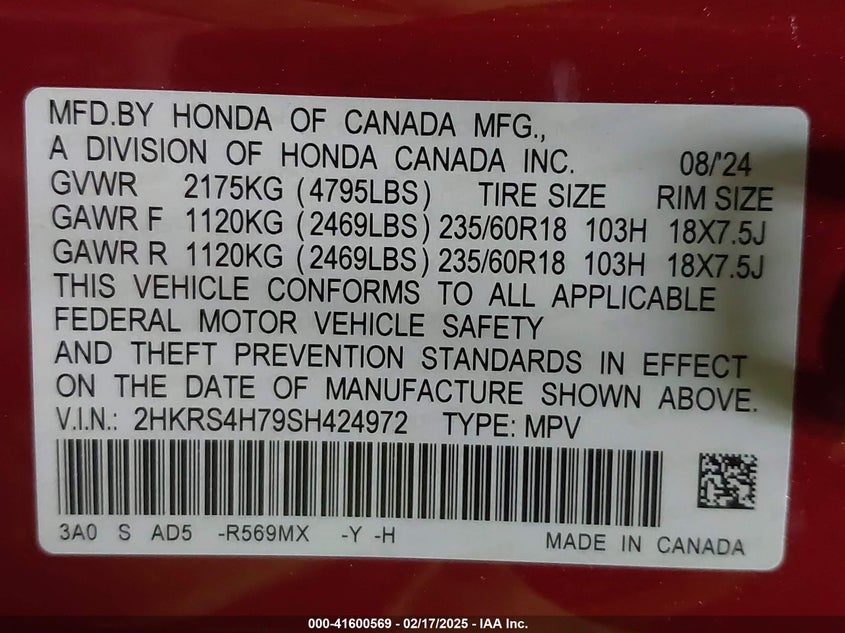 MFD.BY HONDA OF CANADA MFG.,
A DIVISION OF HONDA CANADA INC. 08/'24
GVWR 2175KG (4795LBS) TIRE SIZE RIM SIZE
GAWR F 1120KG (2469LBS) 235/60R18 103H 18X7.5J
GAWR R 1120KG (2469LBS) 235/60R18 103H 18X7.5J
THIS VEHICLE CONFORMS TO ALL APPLICABLE
FEDERAL MOTOR VEHICLE SAFETY
AND THEFT PREVENTION STANDARDS IN EFFECT
ON THE DATE OF MANUFACTURE SHOWN ABOVE.
V.I.N.: 2HKRS4H79SH424972 TYPE: MPV
3A0 S AD5 -R569MX -Y -H MADE IN CANADA
000-41600569 - 02/17/2025 - IAA Inc.